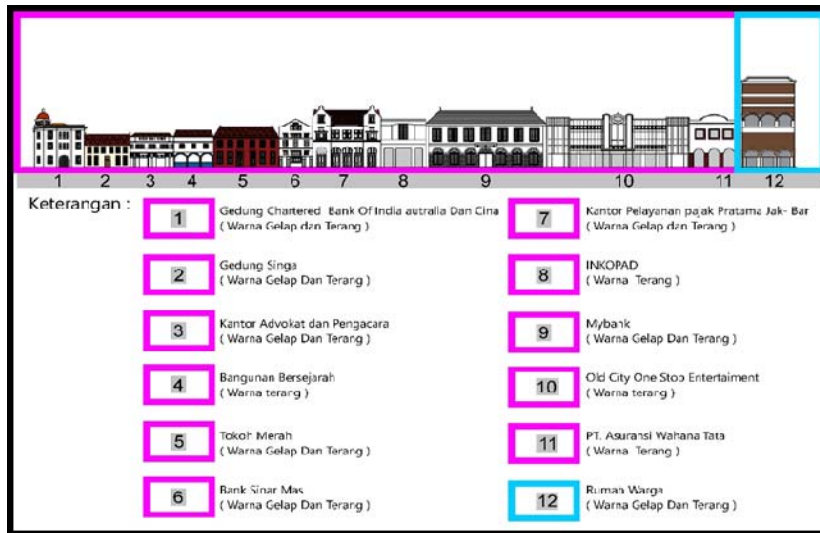 1 2 3 4 5 6 7 8 9 10 11 12
Keterangan :
1
Gedung Chartered Bank Of India autralia Dan Cina
( Warna Gelap dan Terang )
2
Gedung Singa
( Warna Gelap Dan Terang )
3
Kantor Advokat dan Pengacara
( Warna Gelap Dan Terang )
4
Bangunan Bersejarah
( Warna terang )
5
Tokoh Merah
( Warna Gelap Dan Terang )
6
Bank Sinar Mas
( Warna Gelap Dan Terang )
7
Kantor Pelayanan pajak Pratama Jak- Bar
( Warna Gelap dan Terang )
8
INKOPAD
( Warna Terang )
9
Mybank
( Warna Gelap Dan Terang )
10
Old City One Stop Entertaiment
( Warna terang )
11
PT. Asuransi Wahana Tata
( Warna Terang )
12
Rumah Warga
( Warna Gelap Dan Terang )